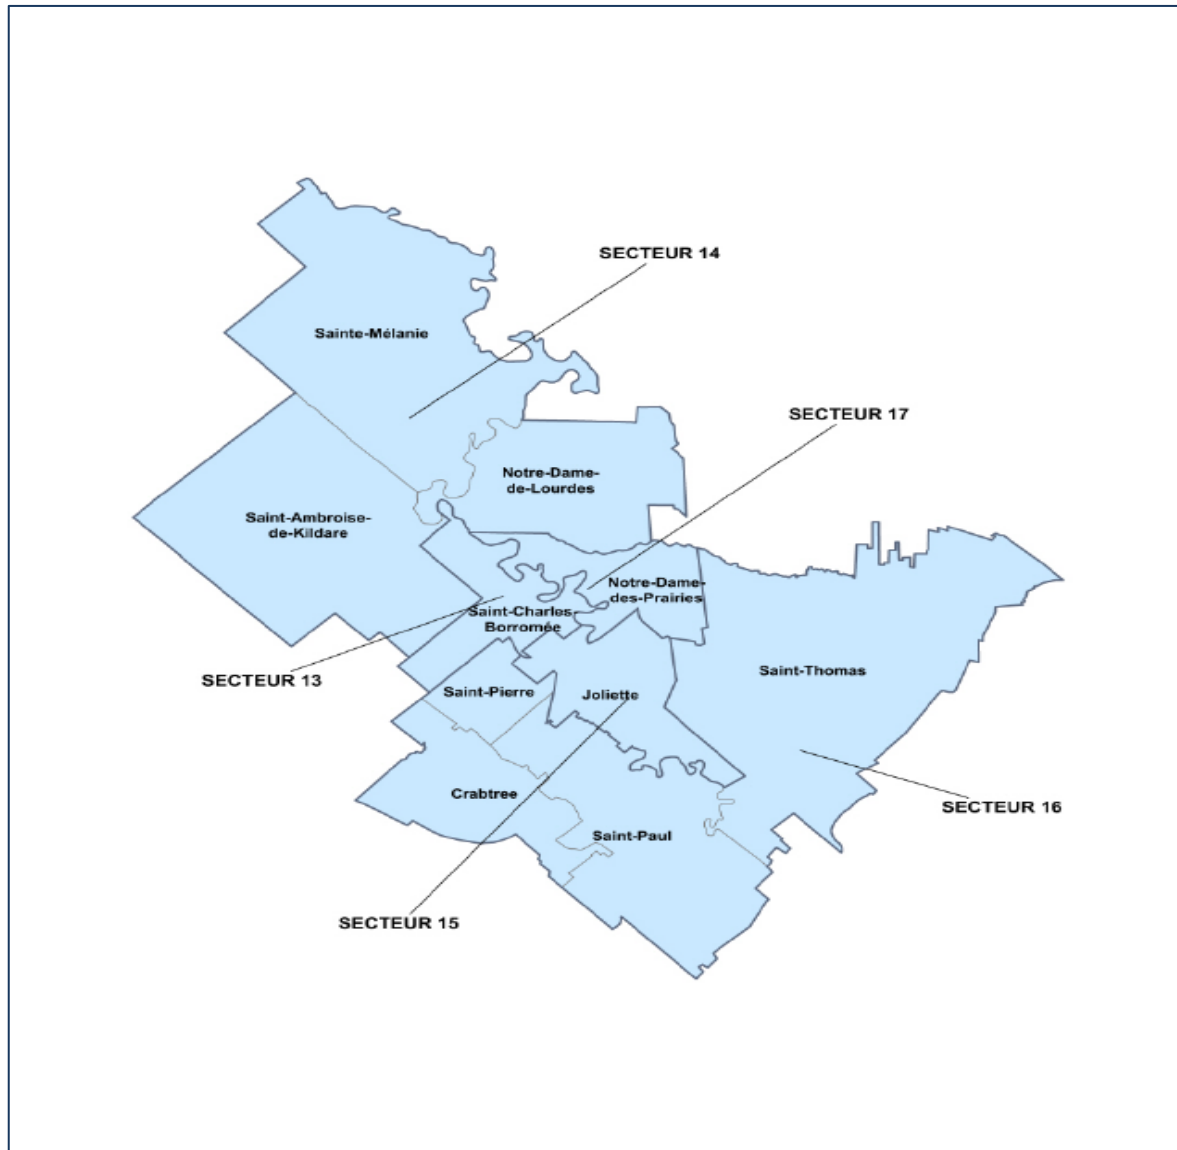 SECTEUR 14
Sainte-Mélanie
SECTEUR 17
Notre-Dame-
de-Lourdes
Saint-Ambroise-
de-Kildare
Notre-Dame-
des-Prairies
Saint-Charles-
Borromée
Saint-Thomas
SECTEUR 13
Saint-Pierre
Joliette
Crabtree
SECTEUR 16
Saint-Paul
SECTEUR 15